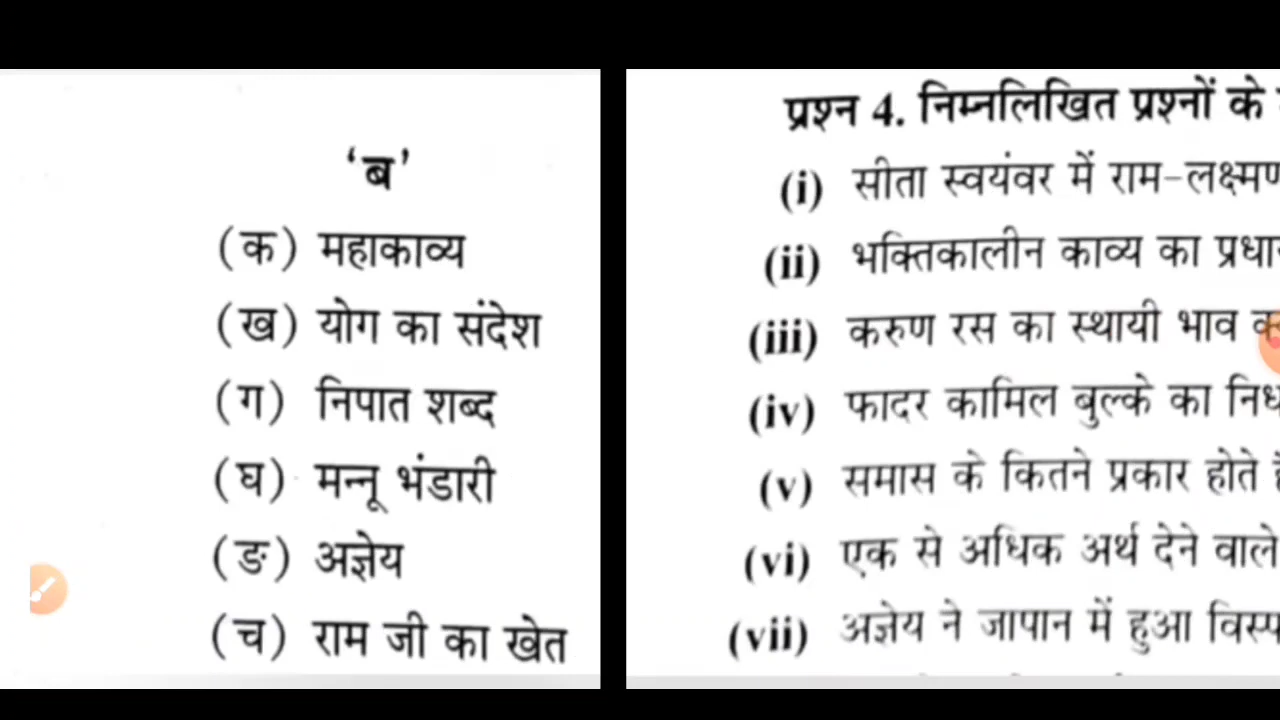 ‘ब’
(क) महाकाव्य
(ख) योग का संदेश
(ग) निपात शब्द
(घ) मन्नू भंडारी
(ङ) अज्ञेय
(च) राम जी का खेत
प्रश्न 4. निम्नलिखित प्रश्नों के
(i) सीता स्वयंवर में राम-लक्ष्मण
(ii) भक्तिकालीन काव्य का
(iii) करुण रस का स्थायी भाव
(iv) फादर कामिल बुल्के का
(v) समास के कितने प्रकार होते
(vi) एक से अधिक अर्थ देने वाले
(vii) अज्ञेय ने जापान में हुआ